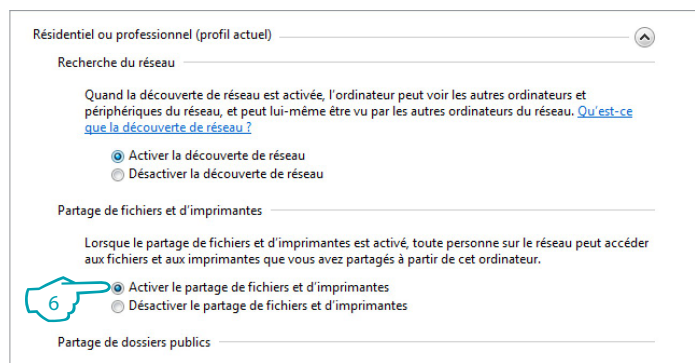 Résidentiel ou professionnel (profil actuel)
Recherche du réseau
Quand la découverte de réseau est activée, l'ordinateur peut voir les autres ordinateurs et
périphériques du réseau, et peut lui-même être vu par les autres ordinateurs du réseau. Qu'est-ce
que la découverte de réseau ?
Activer la découverte de réseau
Désactiver la découverte de réseau
Partage de fichiers et d'imprimantes
Lorsque le partage de fichiers et d'imprimantes est activé, toute personne sur le réseau peut accéder
aux fichiers et aux imprimantes que vous avez partagés à partir de cet ordinateur.
6 Activer le partage de fichiers et d'imprimantes
Désactiver le partage de fichiers et d'imprimantes
Partage de dossiers publics